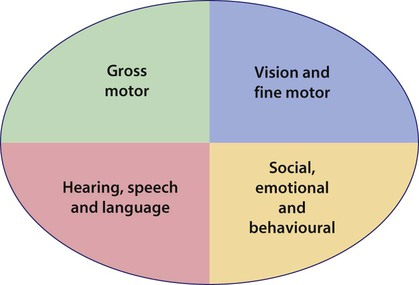 Gross
motor
Vision and
fine motor
Hearing, speech
and language
Social,
emotional
and
behavioural